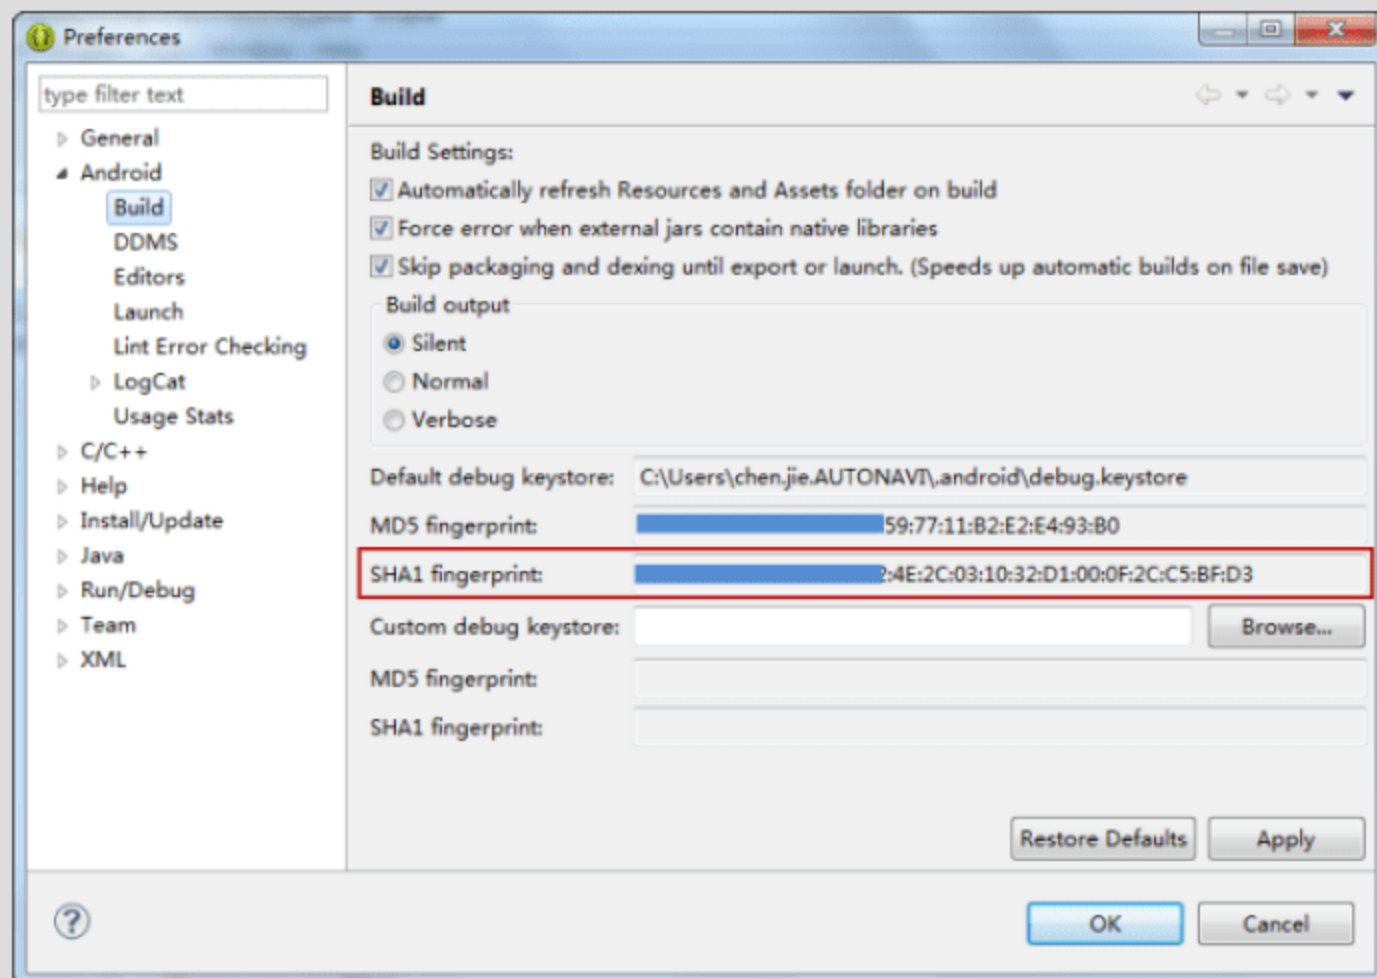 Preferences
type filter text
General
Android
Build
DDMS
Editors
Launch
Lint Error Checking
LogCat
Usage Stats
C/C++
Help
Install/Update
Java
Run/Debug
Team
XML
Build
Build Settings:
Automatically refresh Resources and Assets folder on build
Force error when external jars contain native libraries
Skip packaging and dexing until export or launch. (Speeds up automatic builds on file save)
Build output
Silent
Normal
Verbose
Default debug keystore: C:\Users\chen.jie.AUTONAVI\.android\debug.keystore
MD5 fingerprint: 59:77:11:B2:E2:E4:93:B0
SHA1 fingerprint: :4E:2C:03:10:32:D1:00:0F:2C:C5:BF:D3
Custom debug keystore: Browse...
MD5 fingerprint:
SHA1 fingerprint:
Restore Defaults Apply
? OK Cancel